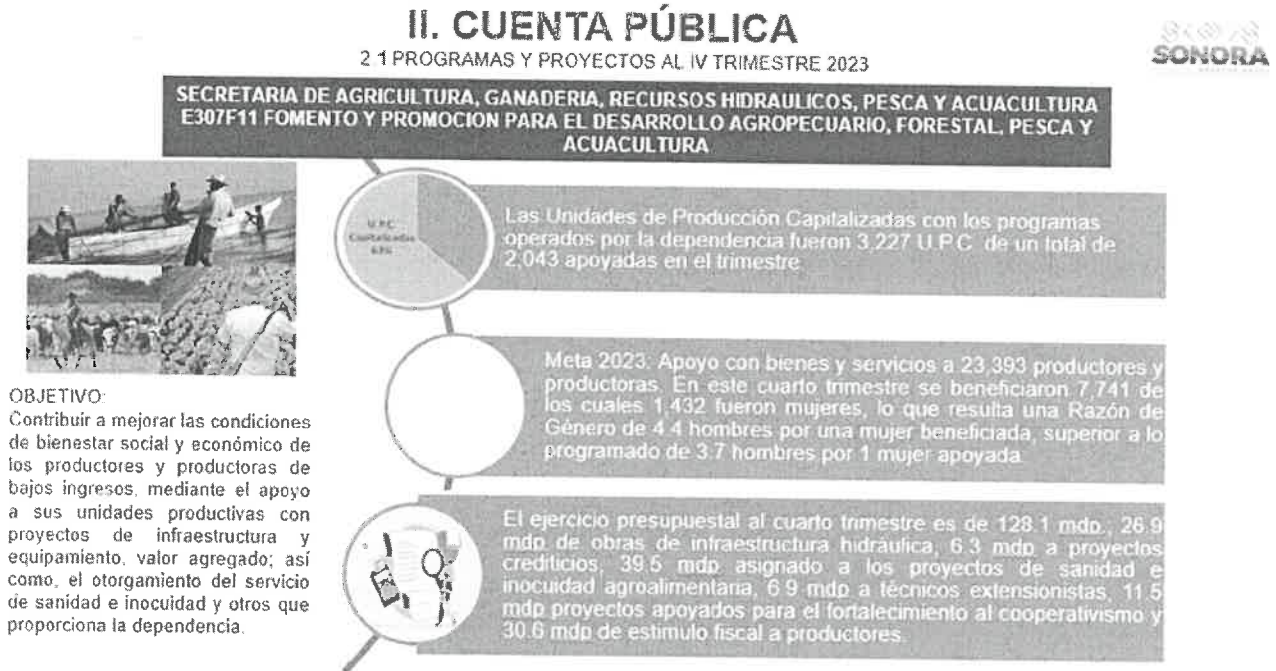 II. CUENTA PÚBLICA
2.1 PROGRAMAS Y PROYECTOS AL IV TRIMESTRE 2023
SONORA
SECRETARIA DE AGRICULTURA, GANADERIA, RECURSOS HIDRAULICOS, PESCA Y ACUACULTURA
E307F11 FOMENTO Y PROMOCION PARA EL DESARROLLO AGROPECUARIO, FORESTAL, PESCA Y
ACUACULTURA
U.P.C.
Capitalizadas
63%
Las Unidades de Producción Capitalizadas con los programas
operados por la dependencia fueron 3,227 U.P.C. de un total de
2,043 apoyadas en el trimestre
Meta 2023: Apoyo con bienes y servicios a 23,393 productores y
productoras. En este cuarto trimestre se beneficiaron 7,741 de
los cuales 1,432 fueron mujeres, lo que resulta una Razón de
Género de 4.4 hombres por una mujer beneficiada, superior a lo
programado de 3.7 hombres por 1 mujer apoyada.
OBJETIVO:
Contribuir a mejorar las condiciones
de bienestar social y económico de
los productores y productoras de
bajos ingresos, mediante el apoyo
a sus unidades productivas con
proyectos de infraestructura y
equipamiento, valor agregado; así
como, el otorgamiento del servicio
de sanidad e inocuidad y otros que
proporciona la dependencia.
El ejercicio presupuestal al cuarto trimestre es de 128.1 mdp., 26.9
mdp de obras de infraestructura hidráulica, 6.3 mdp a proyectos
crediticios, 39.5 mdp asignado a los proyectos de sanidad e
inocuidad agroalimentaria, 6.9 mdp a técnicos extensionistas, 11.5
mdp proyectos apoyados para el fortalecimiento al cooperativismo y
30.6 mdp de estimulo fiscal a productores.